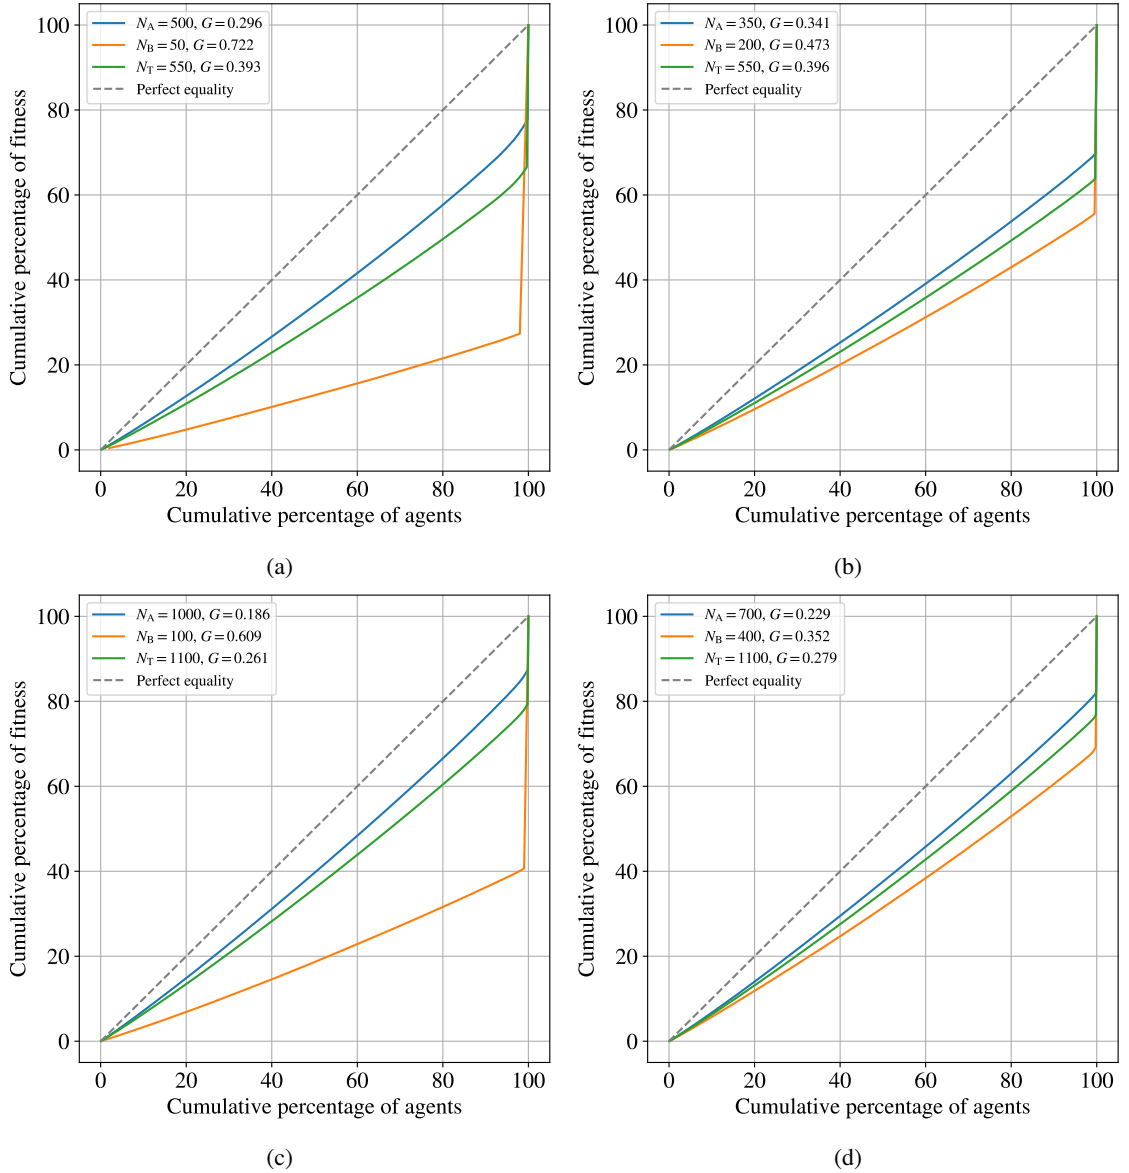 100
80
60
40
20
0
Cumulative percentage of fitness
N_A = 500, G = 0.296
N_B = 50, G = 0.722
N_T = 550, G = 0.393
Perfect equality
0 20 40 60 80 100
Cumulative percentage of agents
(a)
100
80
60
40
20
0
Cumulative percentage of fitness
N_A = 350, G = 0.341
N_B = 200, G = 0.473
N_T = 550, G = 0.396
Perfect equality
0 20 40 60 80 100
Cumulative percentage of agents
(b)
100
80
60
40
20
0
Cumulative percentage of fitness
N_A = 1000, G = 0.186
N_B = 100, G = 0.609
N_T = 1100, G = 0.261
Perfect equality
0 20 40 60 80 100
Cumulative percentage of agents
(c)
100
80
60
40
20
0
Cumulative percentage of fitness
N_A = 700, G = 0.229
N_B = 400, G = 0.352
N_T = 1100, G = 0.279
Perfect equality
0 20 40 60 80 100
Cumulative percentage of agents
(d)